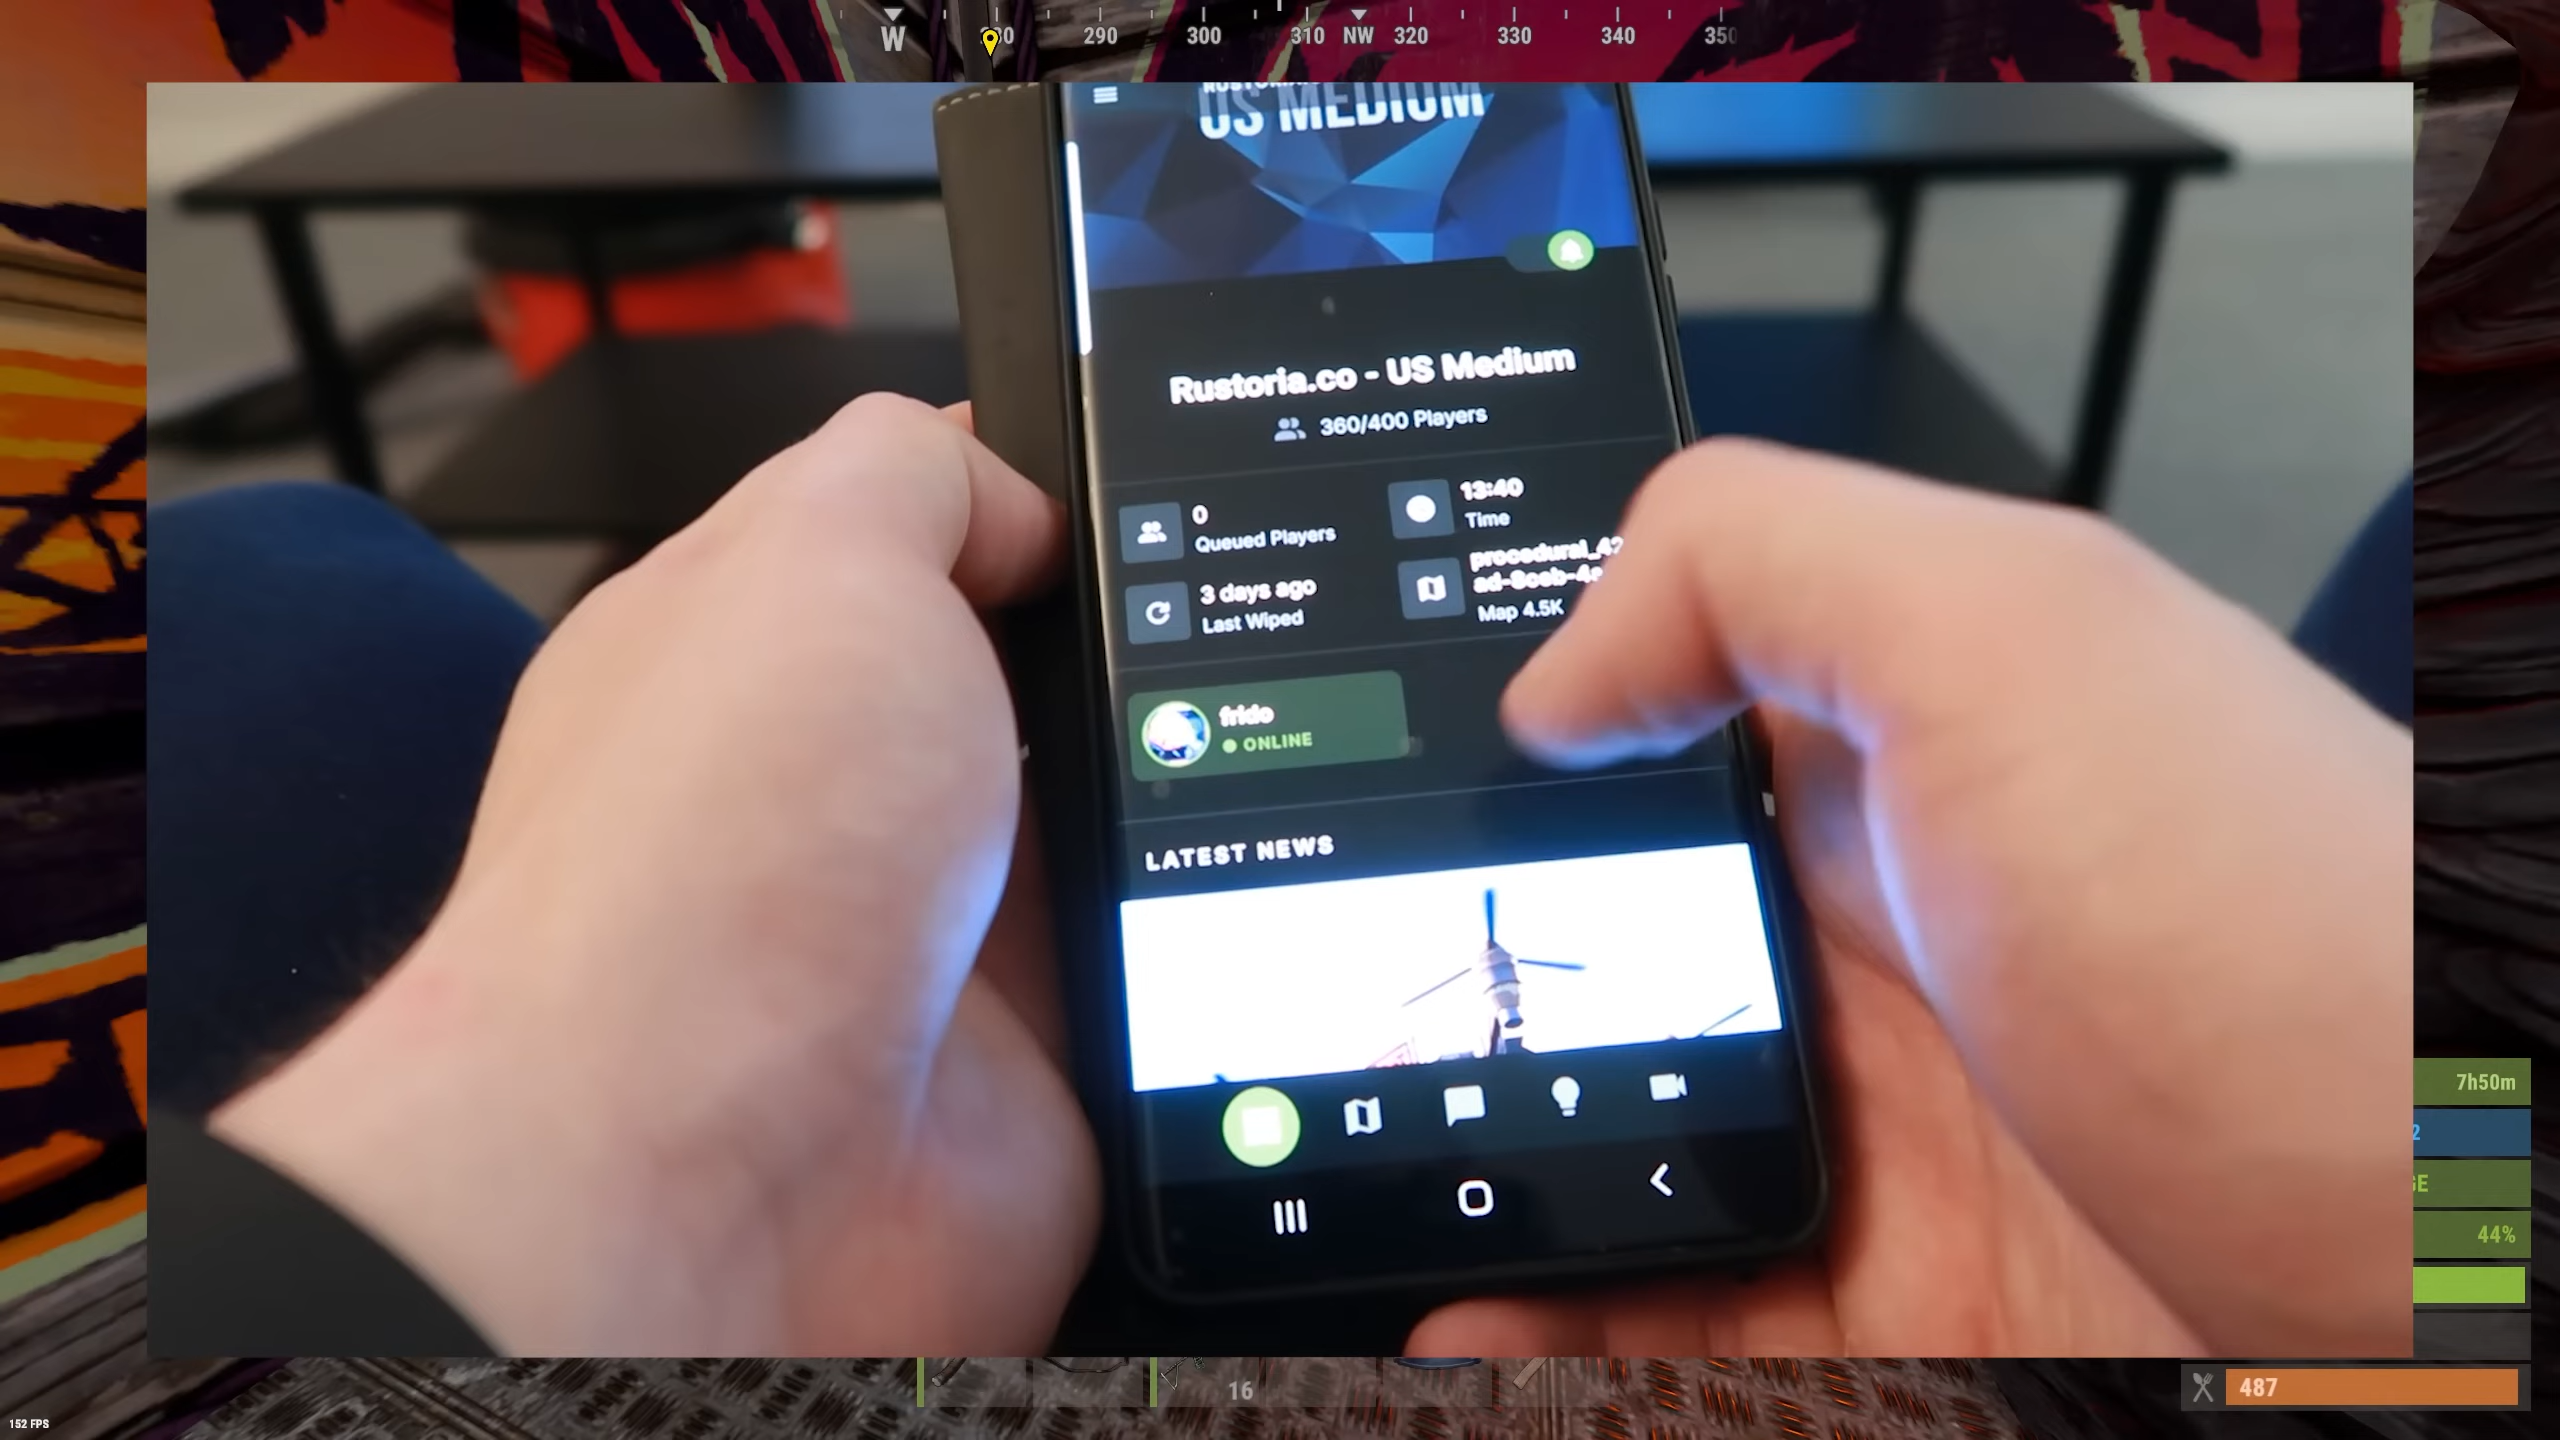 W
290
300
310
NW
320
330
340
350
US MEDIUM
Rustoria.co - US Medium
360/400 Players
0
Queued Players
13:40
Time
3 days ago
Last Wiped
Map 4.5K
frido
ONLINE
LATEST NEWS
7h50m
2
44%
16
487
152 FPS